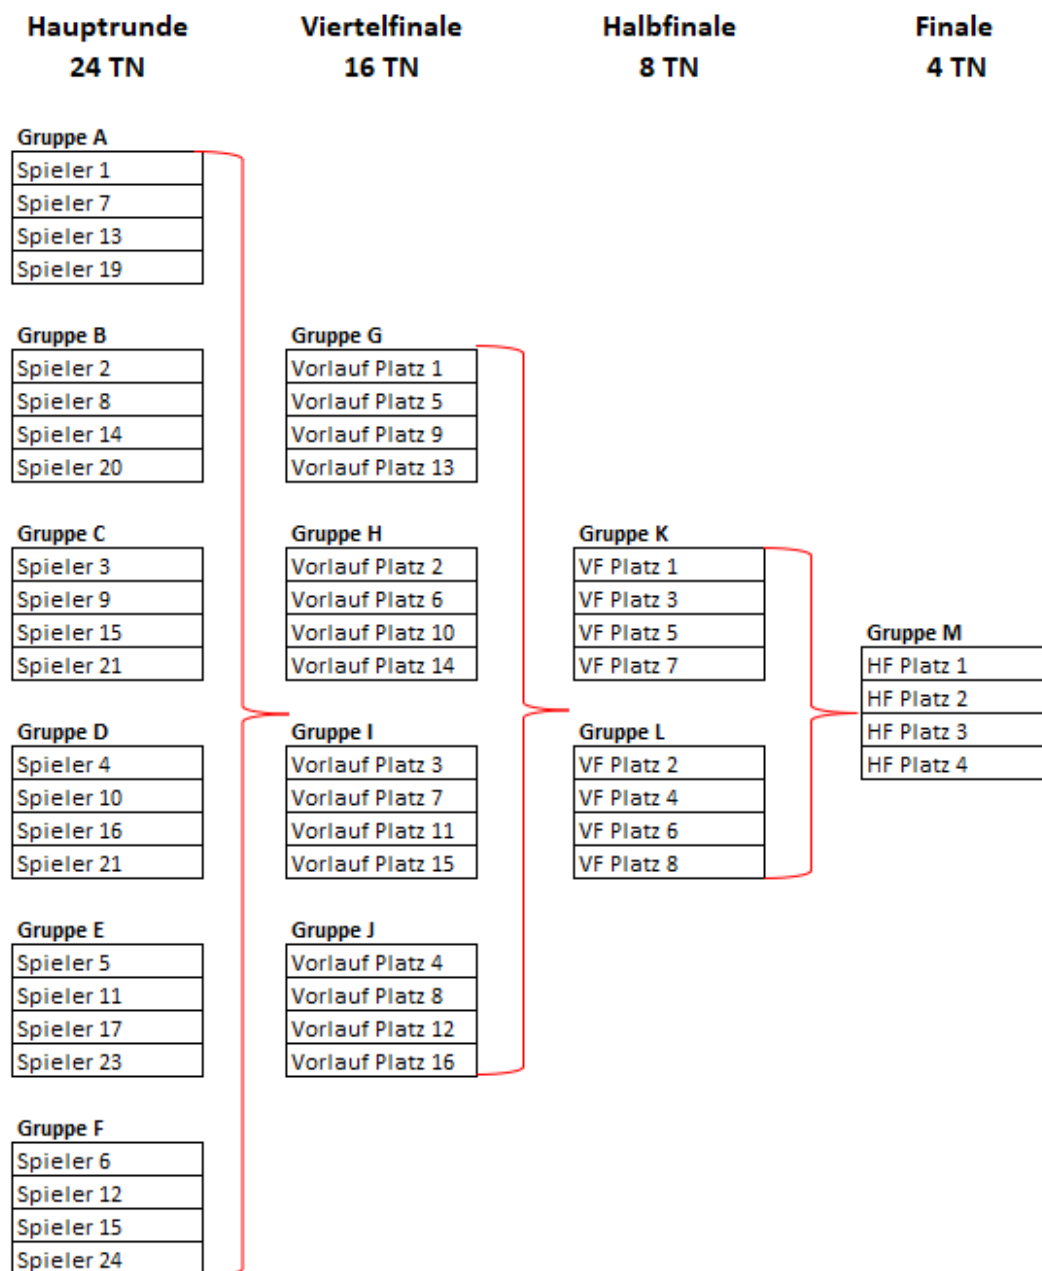 Hauptrunde
24 TN
Viertelfinale
16 TN
Halbfinale
8 TN
Finale
4 TN
Gruppe A
Spieler 1
Spieler 7
Spieler 13
Spieler 19
Gruppe B
Spieler 2
Spieler 8
Spieler 14
Spieler 20
Gruppe C
Spieler 3
Spieler 9
Spieler 15
Spieler 21
Gruppe D
Spieler 4
Spieler 10
Spieler 16
Spieler 21
Gruppe E
Spieler 5
Spieler 11
Spieler 17
Spieler 23
Gruppe F
Spieler 6
Spieler 12
Spieler 15
Spieler 24
Gruppe G
Vorlauf Platz 1
Vorlauf Platz 5
Vorlauf Platz 9
Vorlauf Platz 13
Gruppe H
Vorlauf Platz 2
Vorlauf Platz 6
Vorlauf Platz 10
Vorlauf Platz 14
Gruppe I
Vorlauf Platz 3
Vorlauf Platz 7
Vorlauf Platz 11
Vorlauf Platz 15
Gruppe J
Vorlauf Platz 4
Vorlauf Platz 8
Vorlauf Platz 12
Vorlauf Platz 16
Gruppe K
VF Platz 1
VF Platz 3
VF Platz 5
VF Platz 7
Gruppe L
VF Platz 2
VF Platz 4
VF Platz 6
VF Platz 8
Gruppe M
HF Platz 1
HF Platz 2
HF Platz 3
HF Platz 4